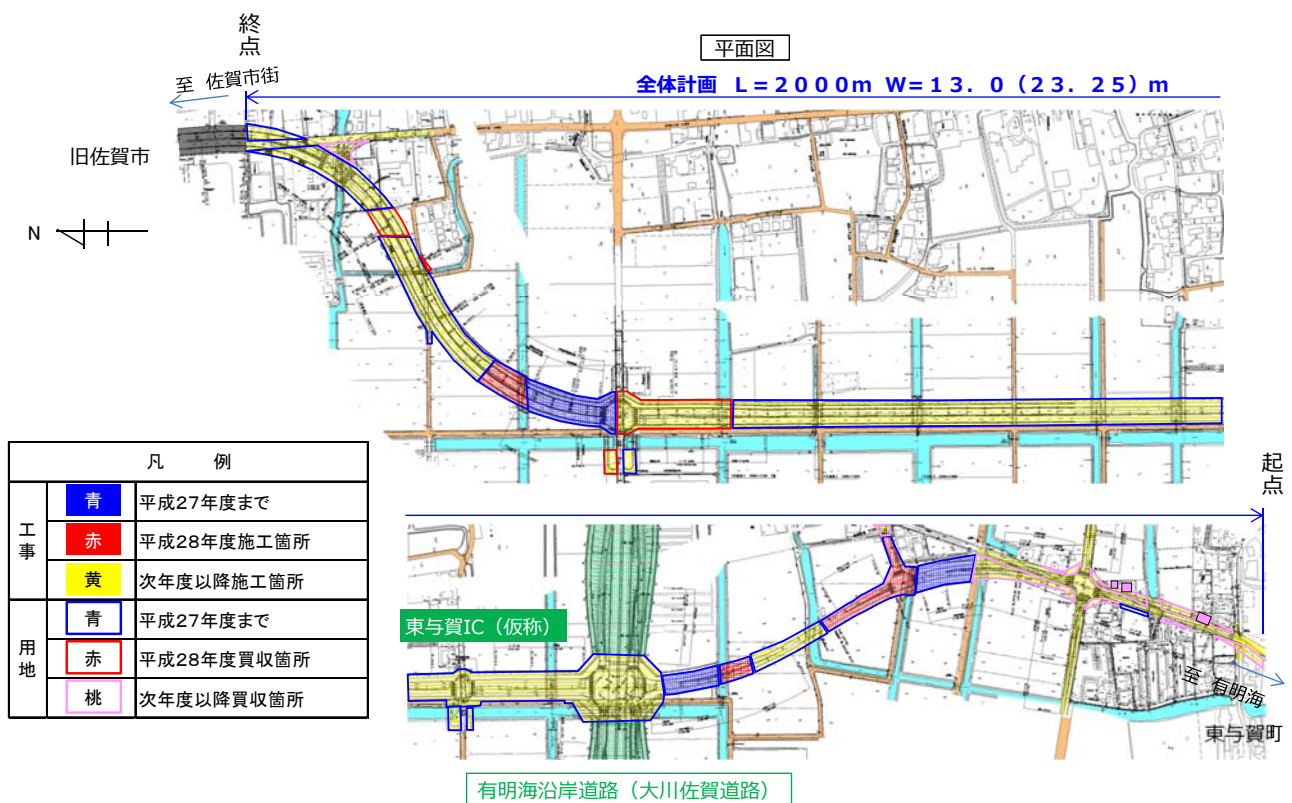 終点
平面図
至 佐賀市街
全体計画 L=2000m W=13.0(23.25)m
旧佐賀市
N
凡 例
工事
青 平成27年度まで
赤 平成28年度施工箇所
黄 次年度以降施工箇所
用地
青 平成27年度まで
赤 平成28年度買収箇所
桃 次年度以降買収箇所
起点
東与賀IC(仮称)
至 有明海
東与賀町
有明海沿岸道路(大川佐賀道路)